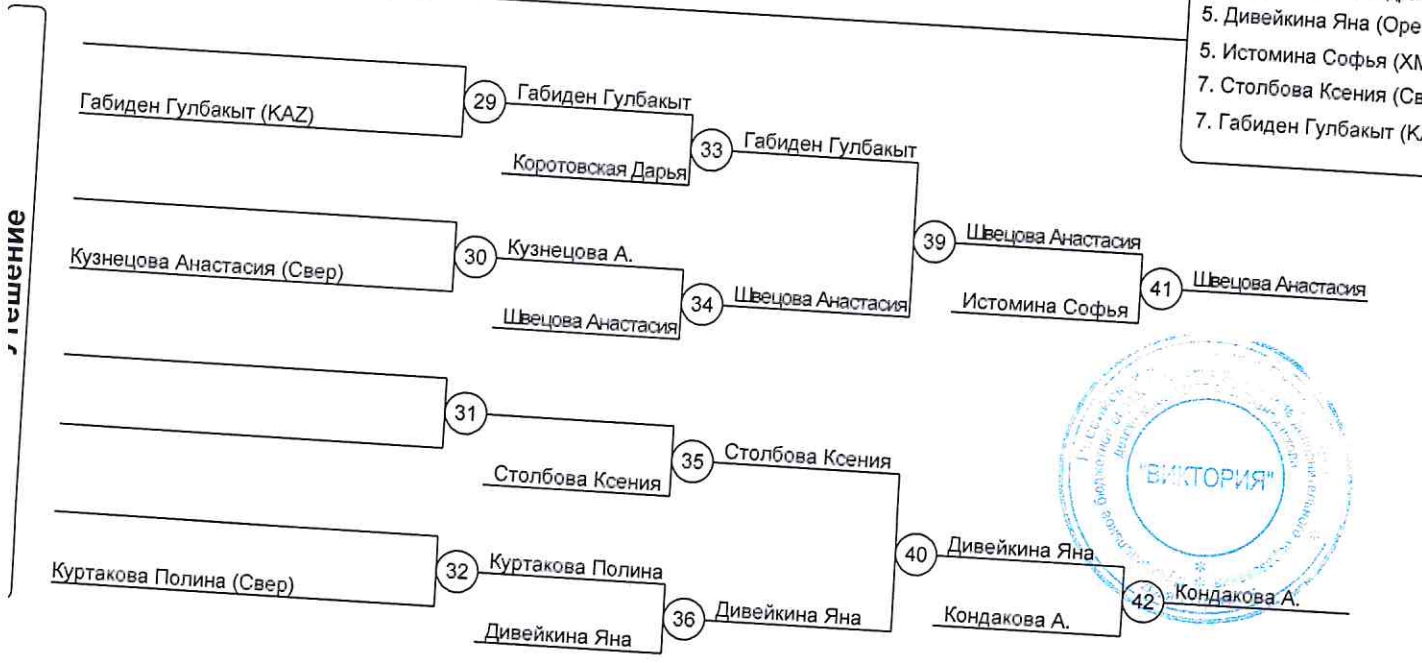 5. Дивейкина Яна (Оре
5. Истомина Софья (ХМ
7. Столбова Ксения (Св
7. Габиден Гулбакыт (KA
Габиден Гулбакыт (KAZ)
29
Габиден Гулбакыт
Коротовская Дарья
33
Габиден Гулбакыт
Кузнецова Анастасия (Свер)
30
Кузнецова А.
Швецова Анастасия
34
Швецова Анастасия
39
Швецова Анастасия
Истомина Софья
41
Швецова Анастасия
31
Столбова Ксения
35
Столбова Ксения
Куртакова Полина (Свер)
32
Куртакова Полина
Дивейкина Яна
36
Дивейкина Яна
40
Дивейкина Яна
Кондакова А.
42
Кондакова А.
"ВИКТОРИЯ"